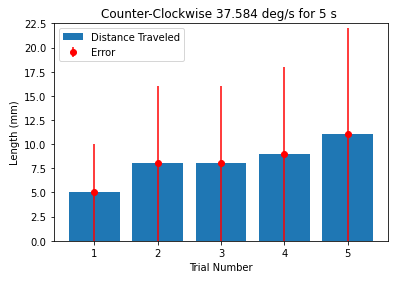 Counter-Clockwise 37.584 deg/s for 5 s
22.5
20.0
17.5
15.0
12.5
10.0
7.5
5.0
2.5
0.0
Length (mm)
Distance Traveled
Error
1 2 3 4 5
Trial Number